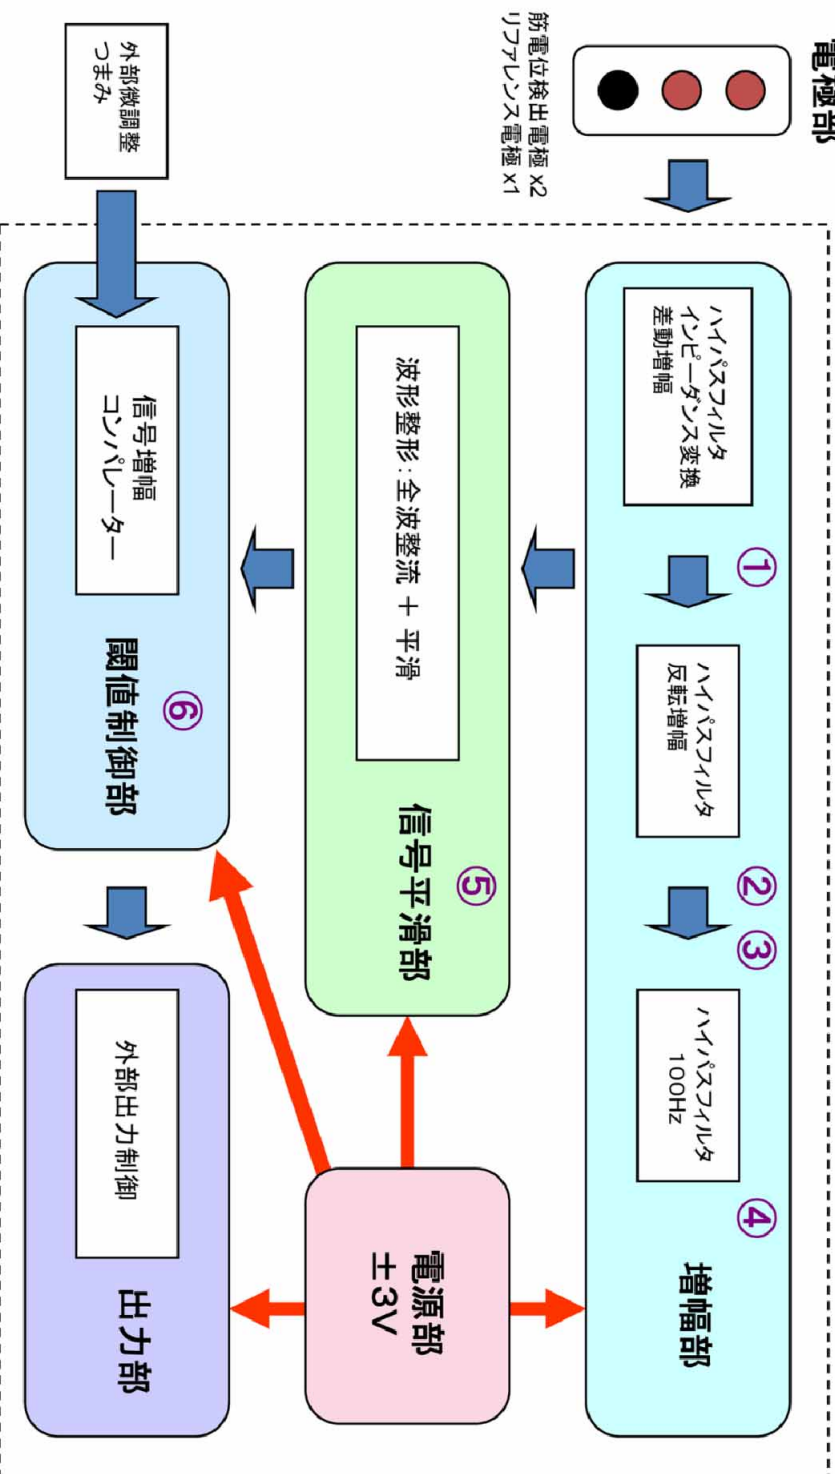 電極部
筋電位検出電極 x2
リファレンス電極 x1
ハイパスフィルタ
インピーダンス変換
差動増幅
①
ハイパスフィルタ
反転増幅
②
③
ハイパスフィルタ
100Hz
④
増幅部
波形整形:全波整流 + 平滑
⑤
信号平滑部
電源部
±3V
外部微調整
つまみ
信号増幅
コンパレーター
⑥
閾値制御部
外部出力制御
出力部